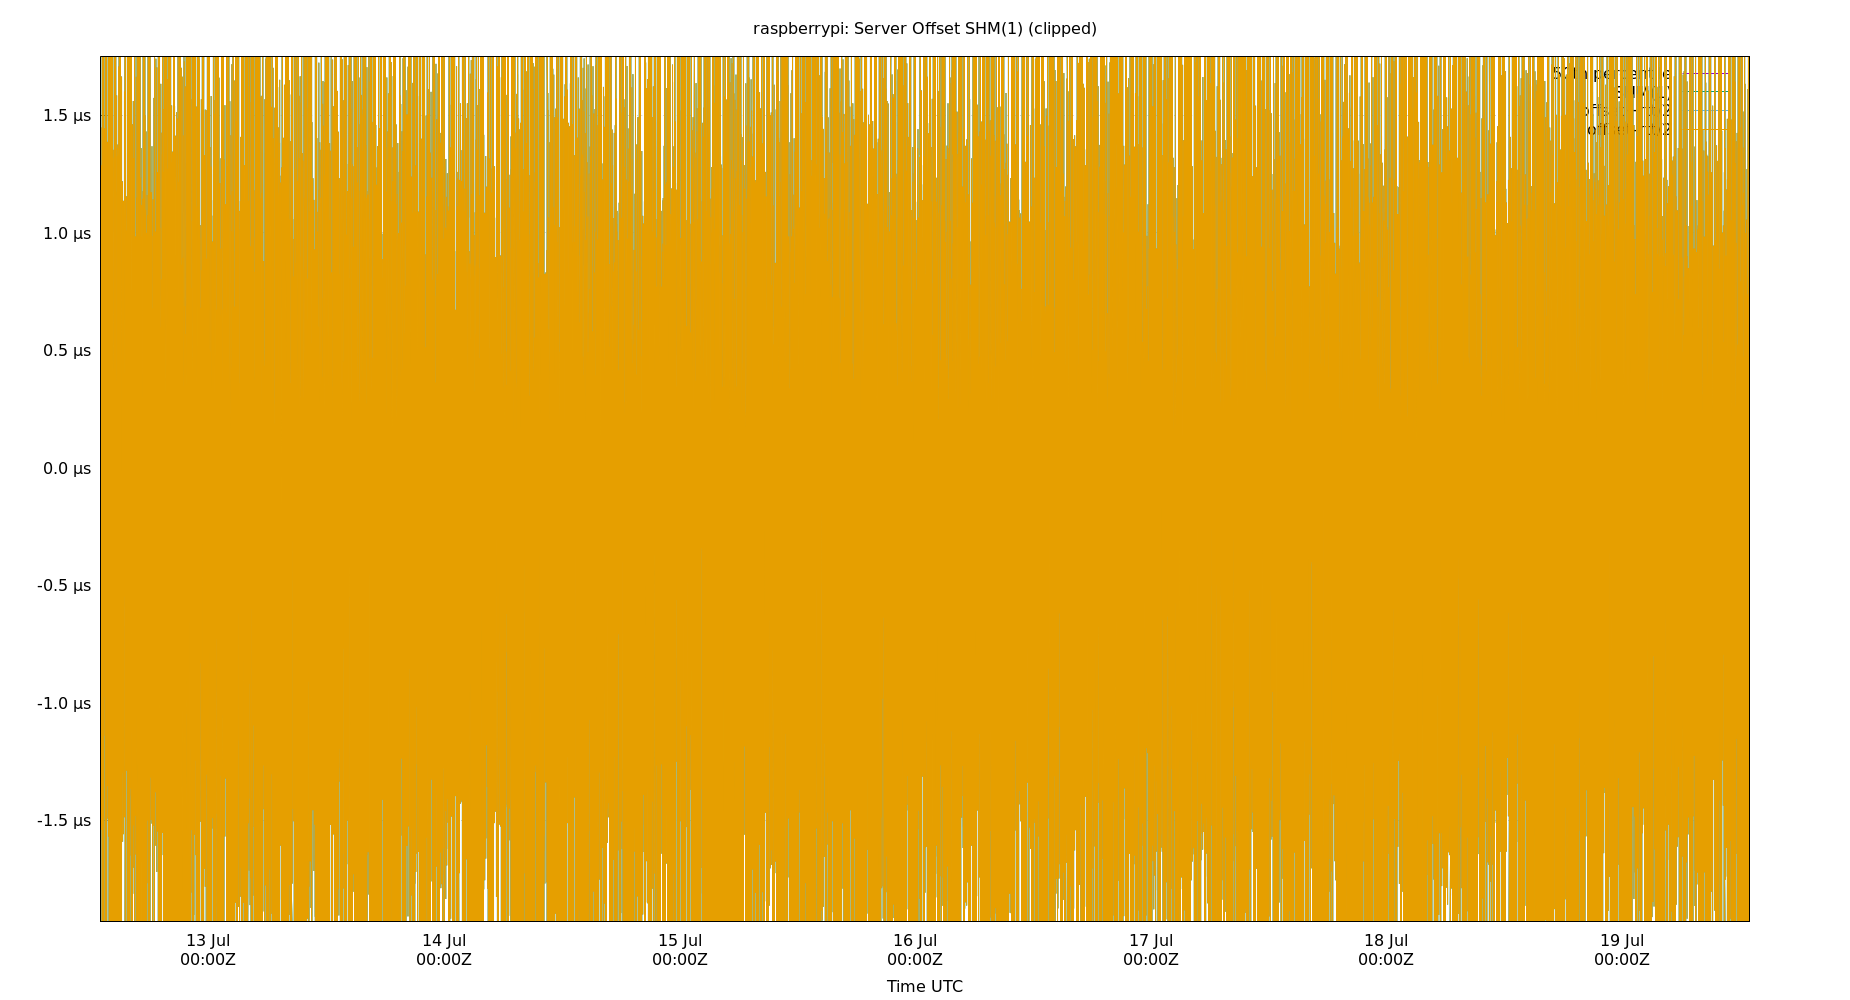 raspberrypi: Server Offset SHM(1) (clipped)
1.5 µs
1.0 µs
0.5 µs
0.0 µs
-0.5 µs
-1.0 µs
-1.5 µs
13 Jul 14 Jul 15 Jul 16 Jul 17 Jul 18 Jul 19 Jul
00:00Z 00:00Z 00:00Z 00:00Z 00:00Z 00:00Z 00:00Z
Time UTC